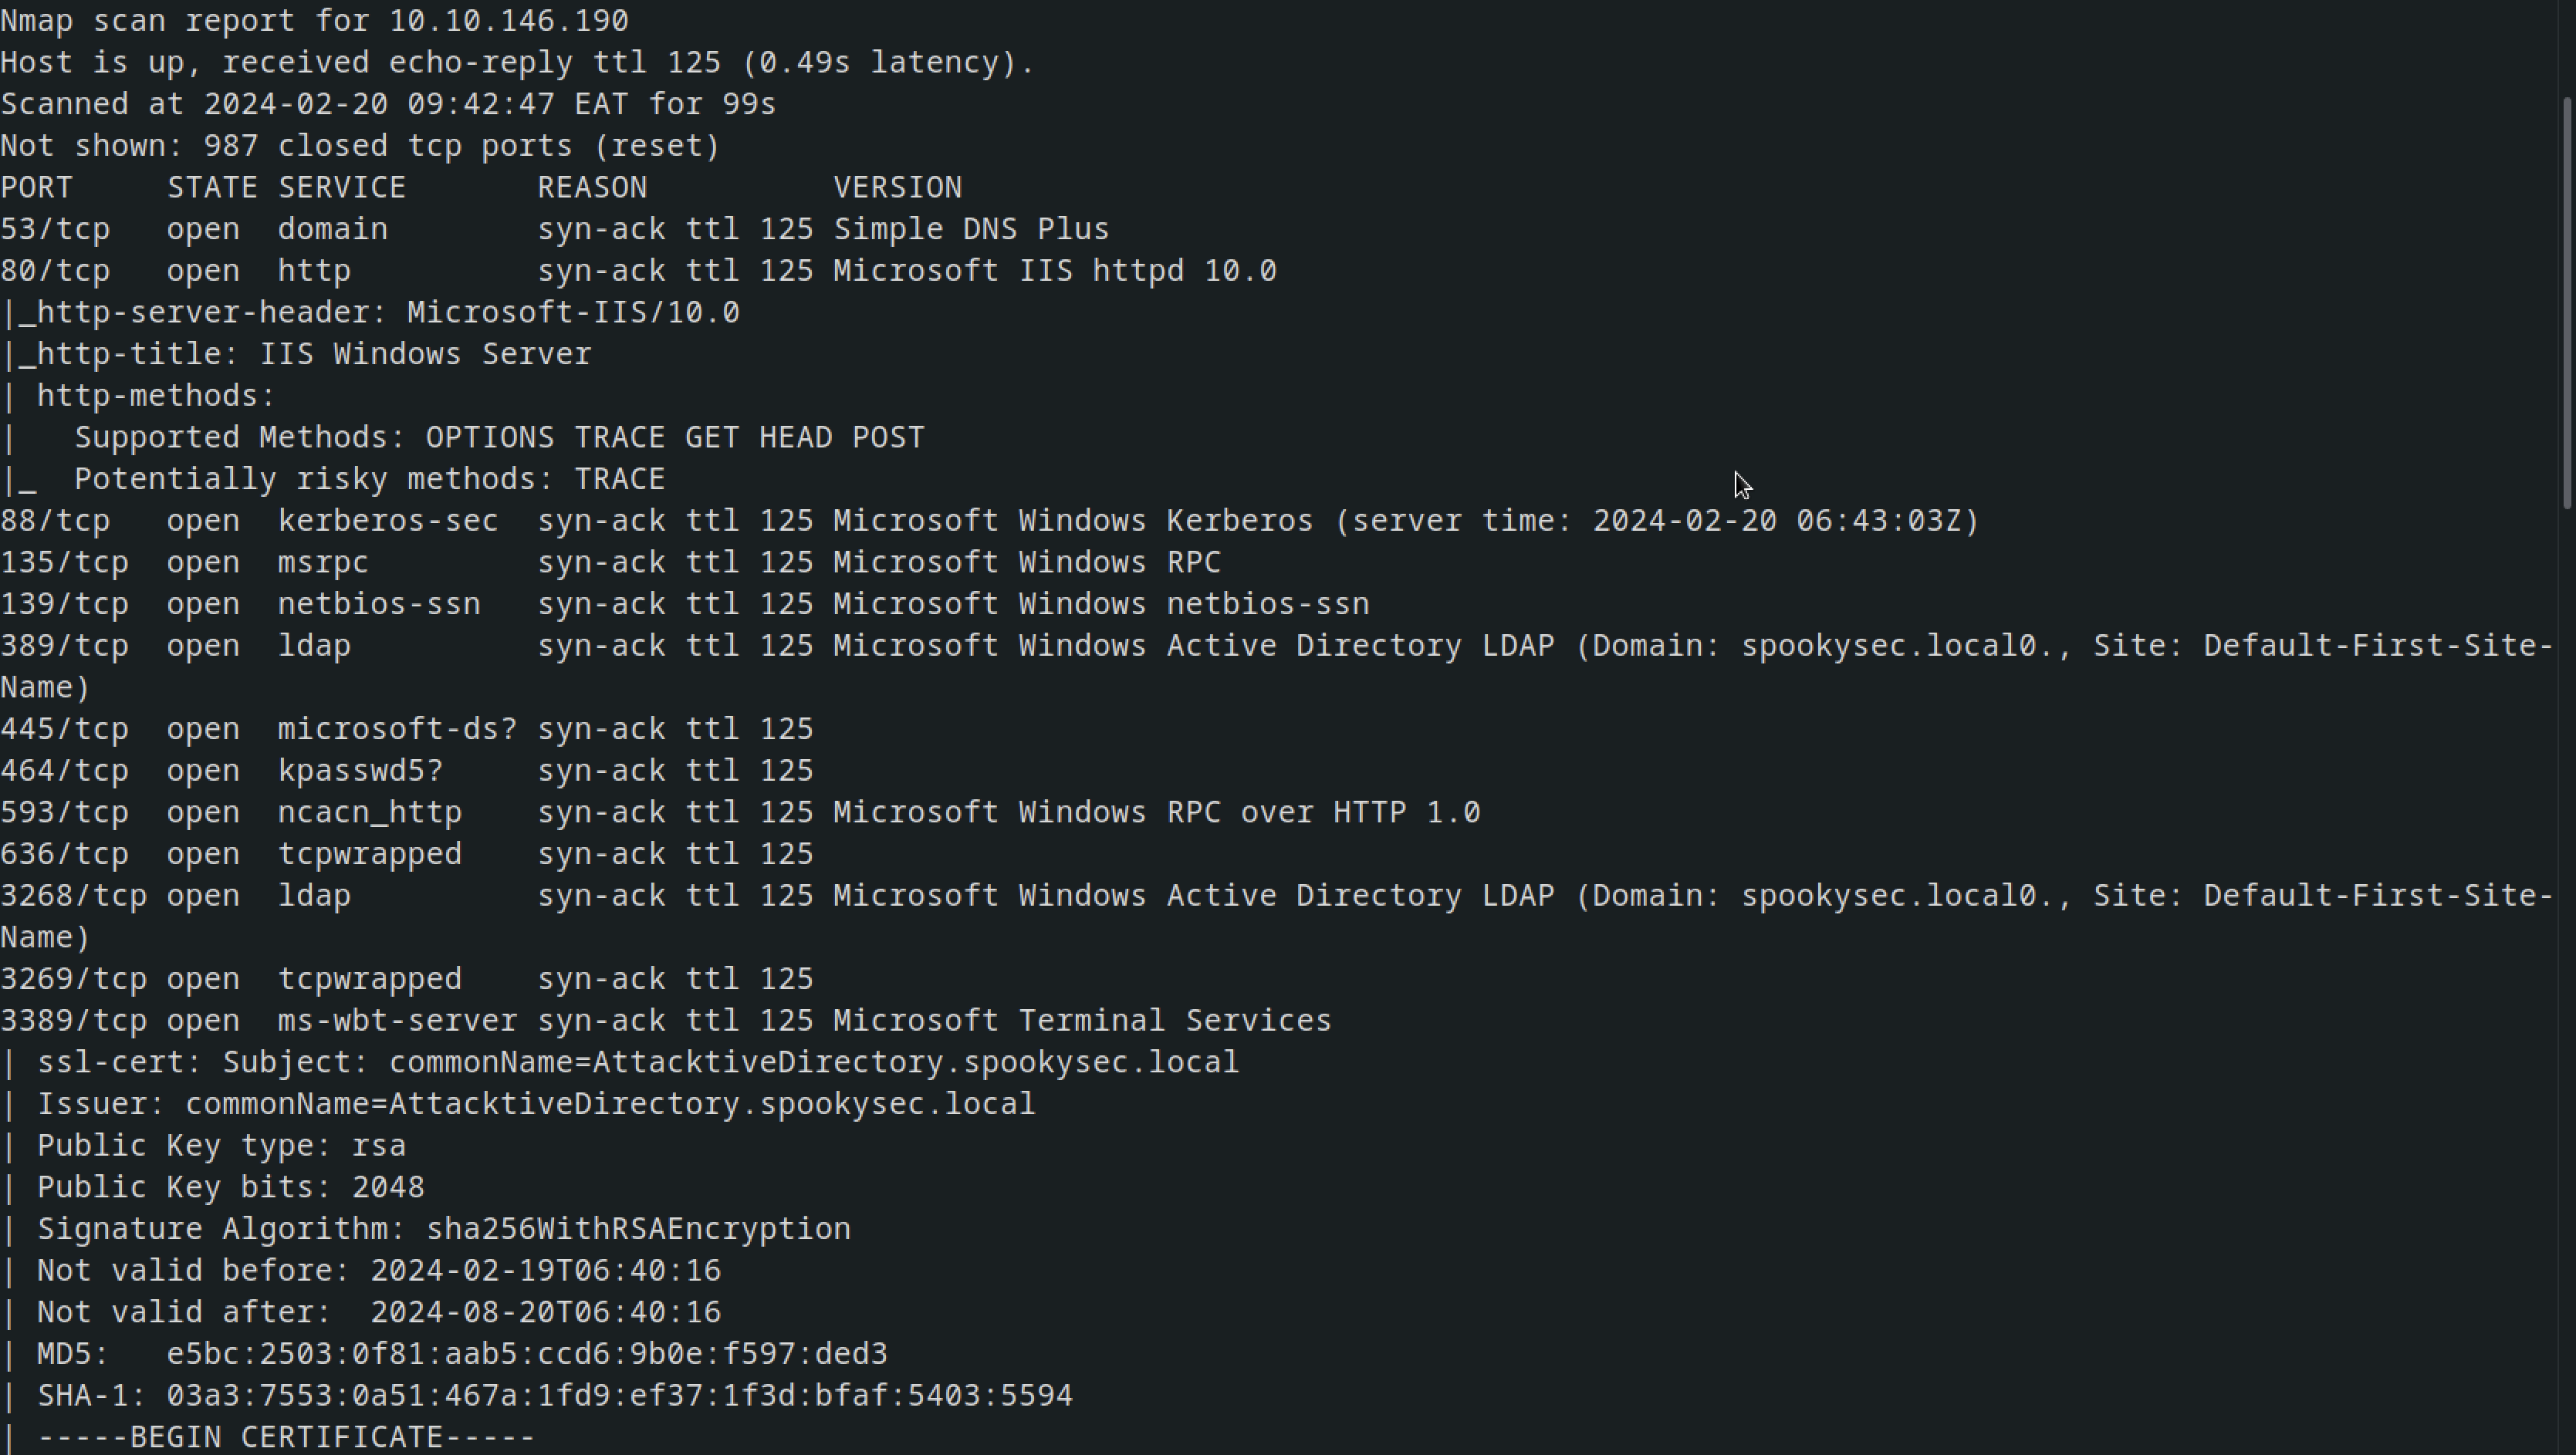 Nmap scan report for 10.10.146.190
Host is up, received echo-reply ttl 125 (0.49s latency).
Scanned at 2024-02-20 09:42:47 EAT for 99s
Not shown: 987 closed tcp ports (reset)
PORT     STATE SERVICE       REASON          VERSION
53/tcp   open  domain        syn-ack ttl 125 Simple DNS Plus
80/tcp   open  http          syn-ack ttl 125 Microsoft IIS httpd 10.0
|_http-server-header: Microsoft-IIS/10.0
|_http-title: IIS Windows Server
| http-methods:
|   Supported Methods: OPTIONS TRACE GET HEAD POST
|_  Potentially risky methods: TRACE
88/tcp   open  kerberos-sec  syn-ack ttl 125 Microsoft Windows Kerberos (server time: 2024-02-20 06:43:03Z)
135/tcp  open  msrpc         syn-ack ttl 125 Microsoft Windows RPC
139/tcp  open  netbios-ssn   syn-ack ttl 125 Microsoft Windows netbios-ssn
389/tcp  open  ldap          syn-ack ttl 125 Microsoft Windows Active Directory LDAP (Domain: spookysec.local0., Site: Default-First-Site-
Name)
445/tcp  open  microsoft-ds? syn-ack ttl 125
464/tcp  open  kpasswd5?     syn-ack ttl 125
593/tcp  open  ncacn_http    syn-ack ttl 125 Microsoft Windows RPC over HTTP 1.0
636/tcp  open  tcpwrapped    syn-ack ttl 125
3268/tcp open  ldap          syn-ack ttl 125 Microsoft Windows Active Directory LDAP (Domain: spookysec.local0., Site: Default-First-Site-
Name)
3269/tcp open  tcpwrapped    syn-ack ttl 125
3389/tcp open  ms-wbt-server syn-ack ttl 125 Microsoft Terminal Services
| ssl-cert: Subject: commonName=AttacktiveDirectory.spookysec.local
| Issuer: commonName=AttacktiveDirectory.spookysec.local
| Public Key type: rsa
| Public Key bits: 2048
| Signature Algorithm: sha256WithRSAEncryption
| Not valid before: 2024-02-19T06:40:16
| Not valid after:  2024-08-20T06:40:16
| MD5:   e5bc:2503:0f81:aab5:ccd6:9b0e:f597:ded3
| SHA-1: 03a3:7553:0a51:467a:1fd9:ef37:1f3d:bfaf:5403:5594
| -----BEGIN CERTIFICATE-----